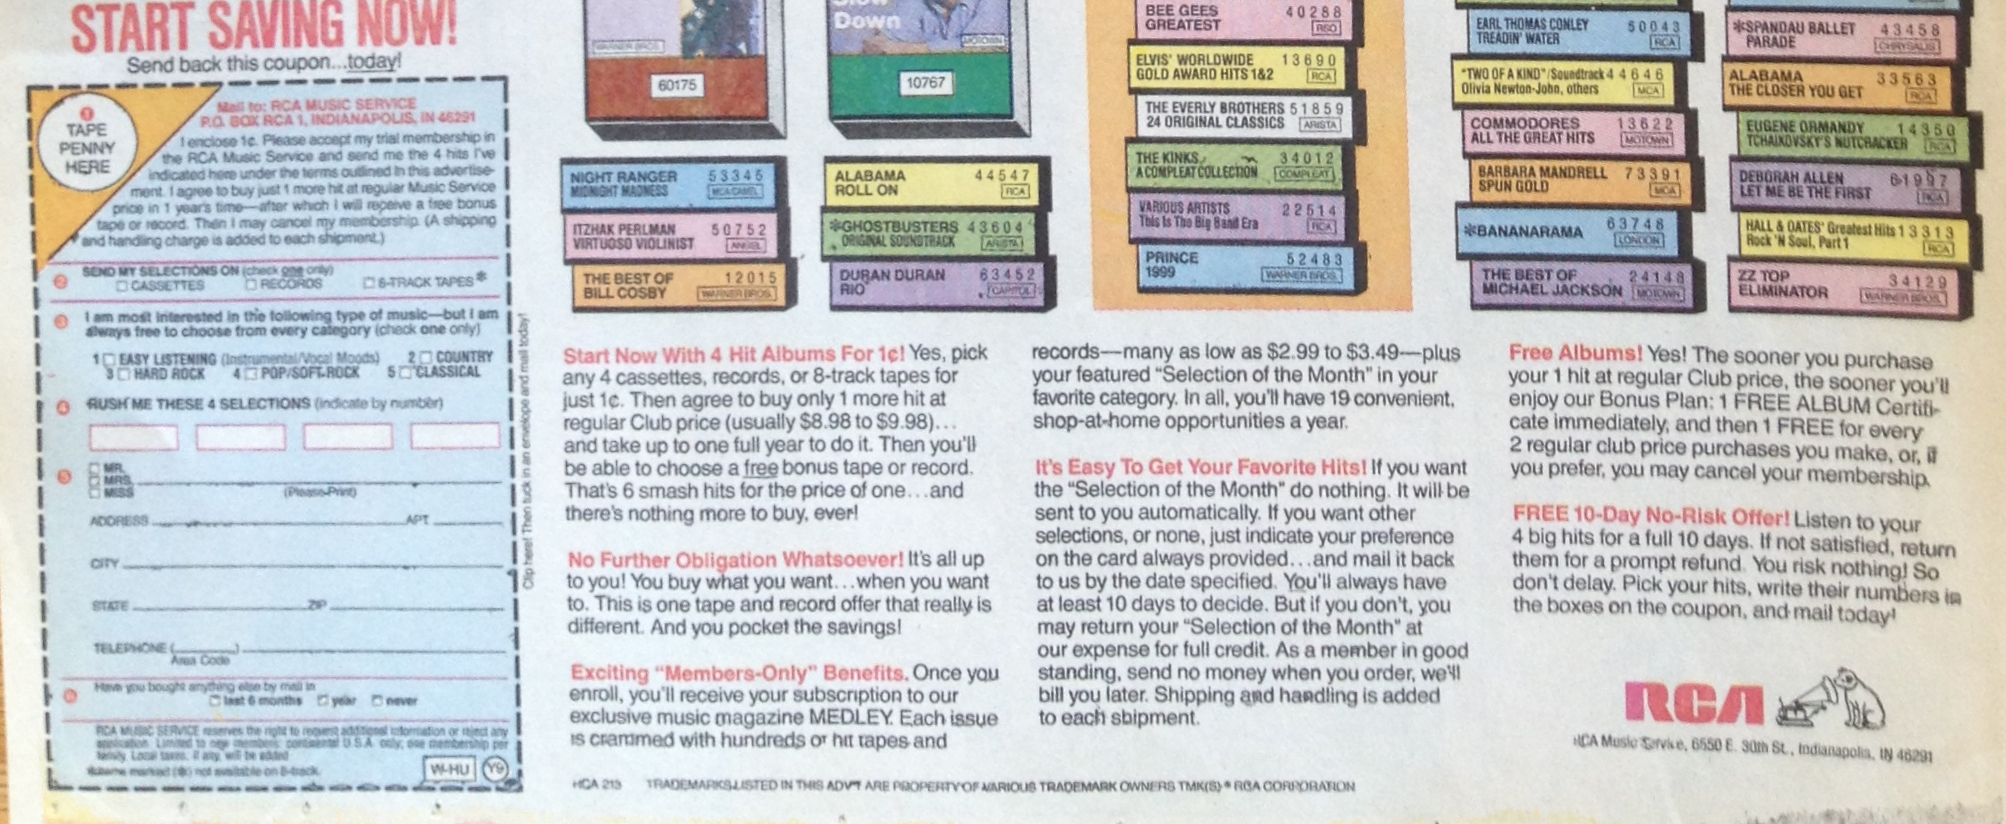 START SAVING NOW!
Send back this coupon...today!
1
TAPE
PENNY
HERE
Mail to: RCA MUSIC SERVICE
P.O. BOX RCA 1, INDIANAPOLIS, IN 46291
I enclose 1¢. Please accept my trial membership in
the RCA Music Service and send me the 4 hits I've
indicated here under the terms outlined in this advertise-
ment. I agree to buy just 1 more hit at regular Music Service
price in 1 year's time—after which I will receive a free bonus
tape or record. Then I may cancel my membership. (A shipping
and handling charge is added to each shipment.)
2 SEND MY SELECTIONS ON (check one only)
CASSETTES RECORDS 8-TRACK TAPES*
3 I am most interested in the following type of music—but I am
always free to choose from every category (check one only)
1 EASY LISTENING (Instrumental/Vocal Moods) 2 COUNTRY
3 HARD ROCK 4 POP/SOFT-ROCK 5 CLASSICAL
4 RUSH ME THESE 4 SELECTIONS (indicate by number)
5 MR.
MRS.
MISS
(Please Print)
ADDRESS APT
CITY
STATE ZIP
TELEPHONE ( )
Area Code
6 Have you bought anything else by mail in
last 6 months year never
RCA MUSIC SERVICE reserves the right to request additional information or reject any
application. Limited to new members; continental U.S.A. only; one membership per
family. Local taxes, if any, will be added
marked (*) not available on 8-track.
W-HU Y9
Clip here! Then tuck in an envelope and mail today!
WARNER BROS.
60175
Slow
Down
MOTOWN
10767
NIGHT RANGER 53345
MIDNIGHT MADNESS MCA CAMEL
ITZHAK PERLMAN 50752
VIRTUOSO VIOLINIST ANGEL
THE BEST OF 12015
BILL COSBY WARNER BROS.
ALABAMA 44547
ROLL ON RCA
*GHOSTBUSTERS 43604
ORIGINAL SOUNDTRACK ARISTA
DURAN DURAN 63452
RIO CAPITOL
BEE GEES 40288
GREATEST RSO
ELVIS' WORLDWIDE 13690
GOLD AWARD HITS 1&2 RCA
THE EVERLY BROTHERS 51859
24 ORIGINAL CLASSICS ARISTA
THE KINKS 34012
A COMPLEAT COLLECTION COMPLEAT
VARIOUS ARTISTS 22514
This Is The Big Band Era RCA
PRINCE 52483
1999 WARNER BROS.
EARL THOMAS CONLEY 50043
TREADIN' WATER RCA
"TWO OF A KIND"/Soundtrack 44646
Olivia Newton-John, others MCA
COMMODORES 13622
ALL THE GREAT HITS MOTOWN
BARBARA MANDRELL 73391
SPUN GOLD MCA
*BANANARAMA 63748
LONDON
THE BEST OF 24148
MICHAEL JACKSON MOTOWN
*SPANDAU BALLET 43458
PARADE CHRYSALIS
ALABAMA 33563
THE CLOSER YOU GET RCA
EUGENE ORMANDY 14350
TCHAIKOVSKY'S NUTCRACKER RCA
DEBORAH ALLEN 61997
LET ME BE THE FIRST RCA
HALL & OATES' Greatest Hits 13313
Rock 'N Soul, Part 1 RCA
ZZ TOP 34129
ELIMINATOR WARNER BROS.
Start Now With 4 Hit Albums For 1¢! Yes, pick
any 4 cassettes, records, or 8-track tapes for
just 1¢. Then agree to buy only 1 more hit at
regular Club price (usually $8.98 to $9.98)...
and take up to one full year to do it. Then you'll
be able to choose a free bonus tape or record.
That's 6 smash hits for the price of one...and
there's nothing more to buy, ever!
No Further Obligation Whatsoever! It's all up
to you! You buy what you want...when you want
to. This is one tape and record offer that really is
different. And you pocket the savings!
Exciting "Members-Only" Benefits. Once you
enroll, you'll receive your subscription to our
exclusive music magazine MEDLEY. Each issue
is crammed with hundreds of hit tapes and
records—many as low as $2.99 to $3.49—plus
your featured "Selection of the Month" in your
favorite category. In all, you'll have 19 convenient,
shop-at-home opportunities a year.
It's Easy To Get Your Favorite Hits! If you want
the "Selection of the Month" do nothing. It will be
sent to you automatically. If you want other
selections, or none, just indicate your preference
on the card always provided...and mail it back
to us by the date specified. You'll always have
at least 10 days to decide. But if you don't, you
may return your "Selection of the Month" at
our expense for full credit. As a member in good
standing, send no money when you order, we'll
bill you later. Shipping and handling is added
to each shipment.
Free Albums! Yes! The sooner you purchase
your 1 hit at regular Club price, the sooner you'll
enjoy our Bonus Plan: 1 FREE ALBUM Certifi-
cate immediately, and then 1 FREE for every
2 regular club price purchases you make, or, if
you prefer, you may cancel your membership.
FREE 10-Day No-Risk Offer! Listen to your
4 big hits for a full 10 days. If not satisfied, return
them for a prompt refund. You risk nothing! So
don't delay. Pick your hits, write their numbers in
the boxes on the coupon, and mail today!
RCA
RCA Music Service, 6550 E. 30th St., Indianapolis, IN 46291
RCA 213 TRADEMARKS LISTED IN THIS ADV'T ARE PROPERTY OF VARIOUS TRADEMARK OWNERS TMK(S) ® RCA CORPORATION